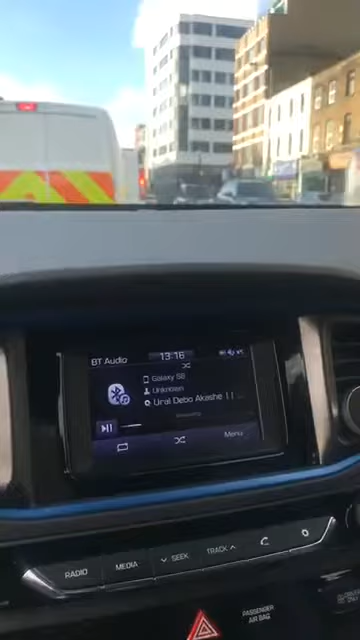 BT Audio 13:16
Galaxy S8
Unknown
Ural Debo Akashe ||...
Menu
RADIO MEDIA SEEK TRACK
PASSENGER
AIR BAG